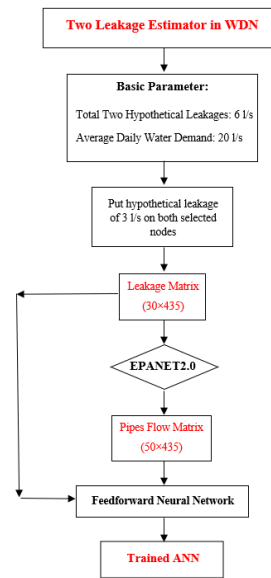 Two Leakage Estimator in WDN
Basic Parameter:
Total Two Hypothetical Leakages: 6 l/s
Average Daily Water Demand: 20 l/s
Put hypothetical leakage
of 3 l/s on both selected
nodes
Leakage Matrix
(30×435)
EPANET2.0
Pipes Flow Matrix
(50×435)
Feedforward Neural Network
Trained ANN